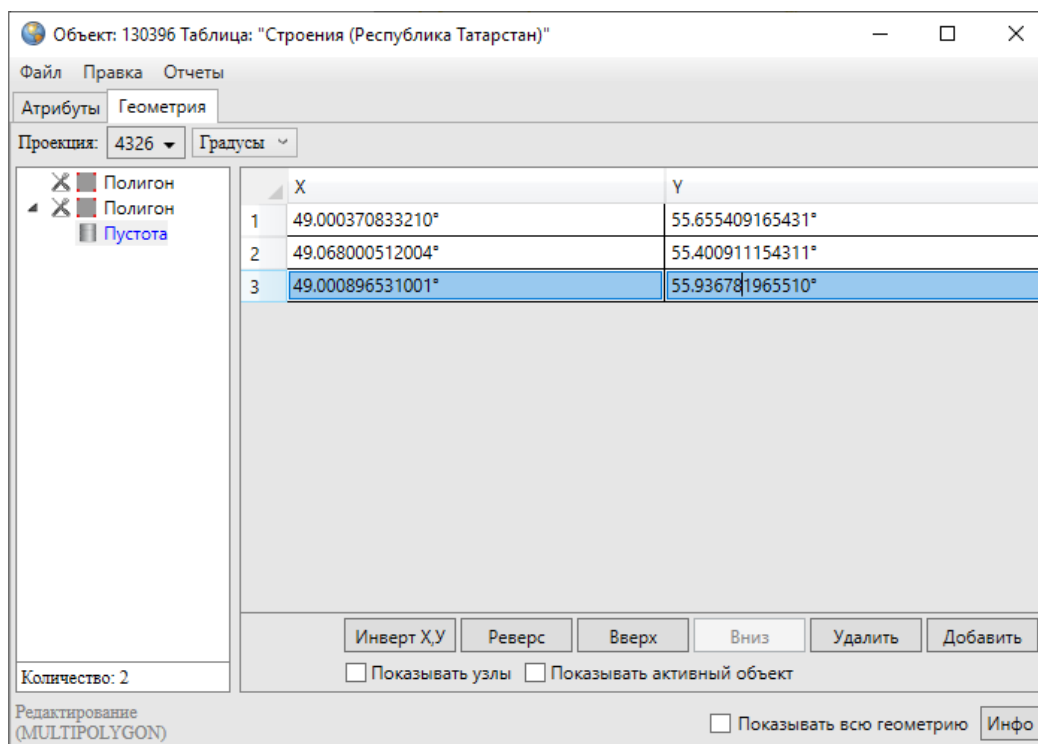 Объект: 130396 Таблица: "Строения (Республика Татарстан)"
Файл Правка Отчеты
Атрибуты Геометрия
Проекция: 4326 Градусы
Полигон
Полигон
Пустота
X Y
1 49.000370833210° 55.655409165431°
2 49.068000512004° 55.400911154311°
3 49.000896531001° 55.936781965510°
Инверт X,У Реверс Вверх Вниз Удалить Добавить
Показывать узлы Показывать активный объект
Количество: 2
Редактирование
(MULTIPOLYGON)
Показывать всю геометрию Инфо